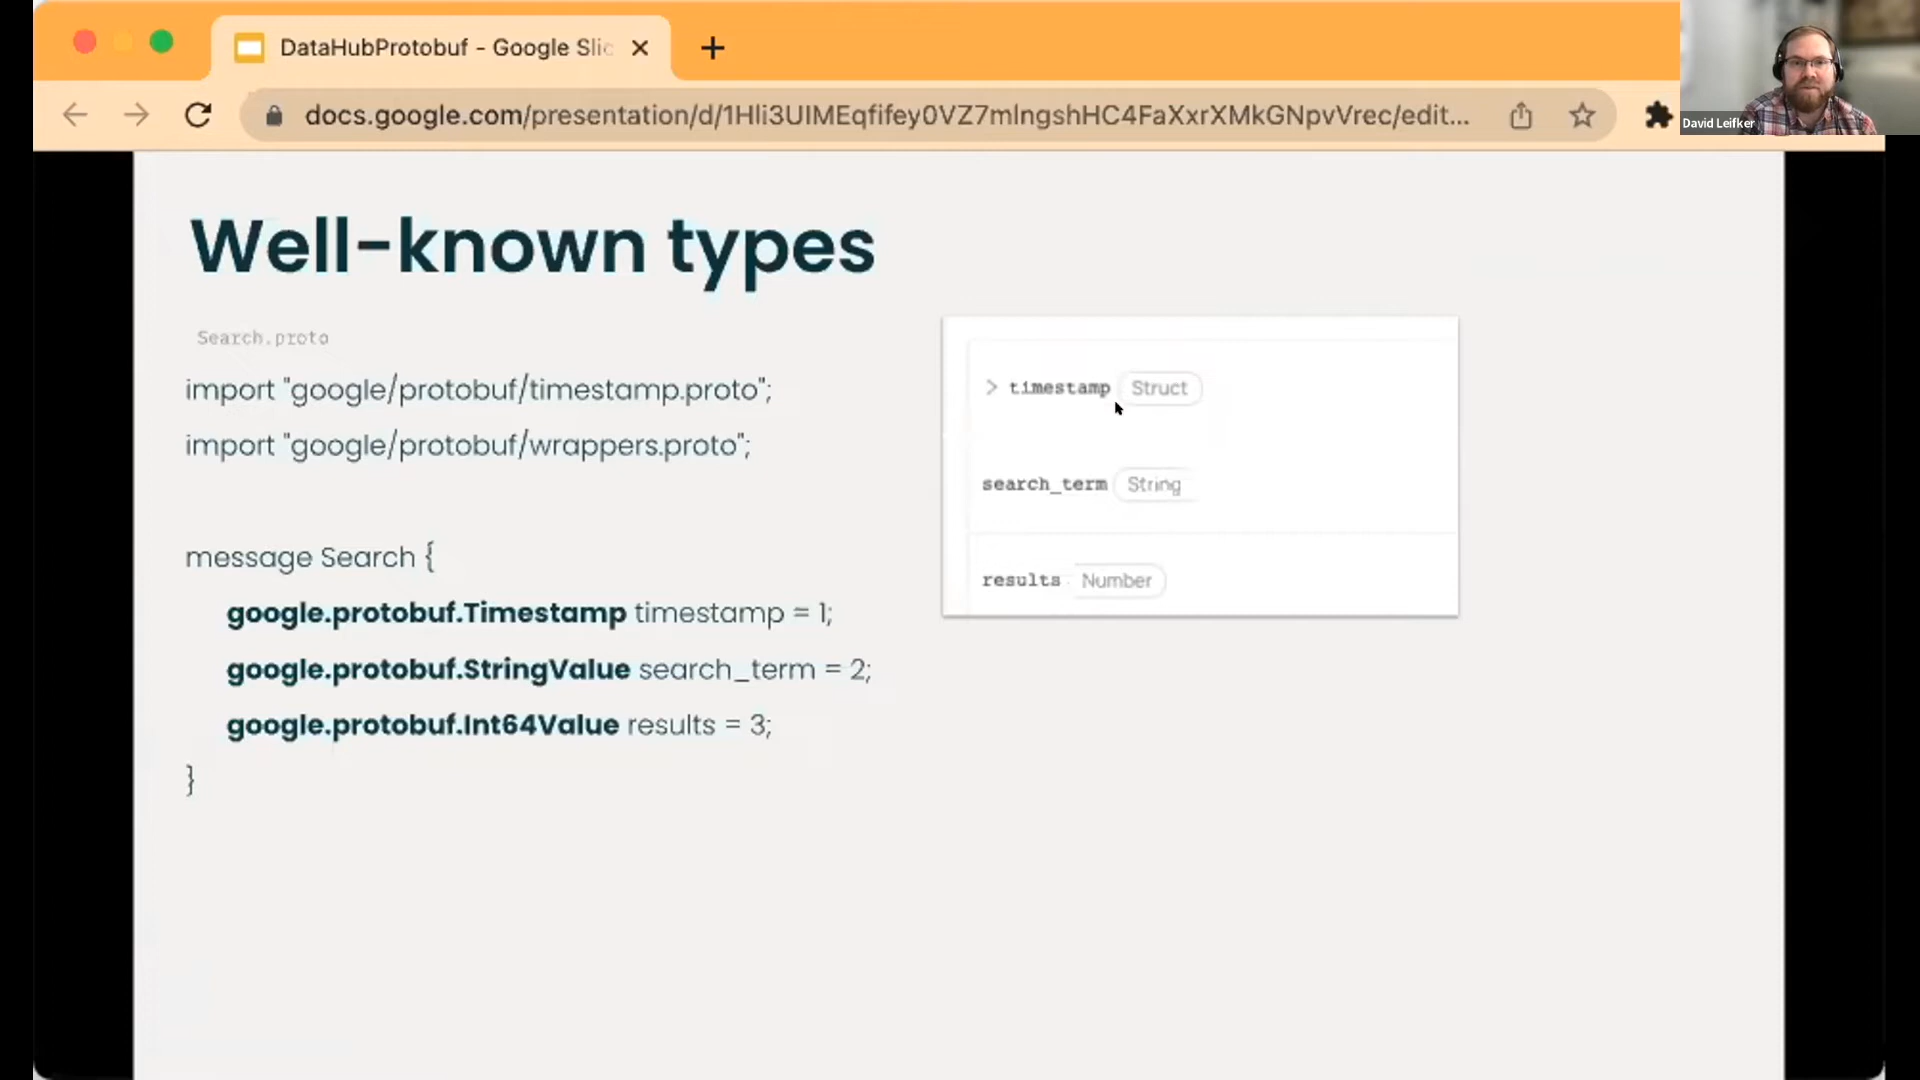 DataHubProtobuf - Google Slic
docs.google.com/presentation/d/1Hli3UIMEqfifey0VZ7mlngshHC4FaXxrXMkGNpvVrec/edit...
David Leifker
Well-known types
Search.proto
import "google/protobuf/timestamp.proto";
import "google/protobuf/wrappers.proto";
message Search {
google.protobuf.Timestamp timestamp = 1;
google.protobuf.StringValue search_term = 2;
google.protobuf.Int64Value results = 3;
}
> timestamp Struct
search_term String
results Number